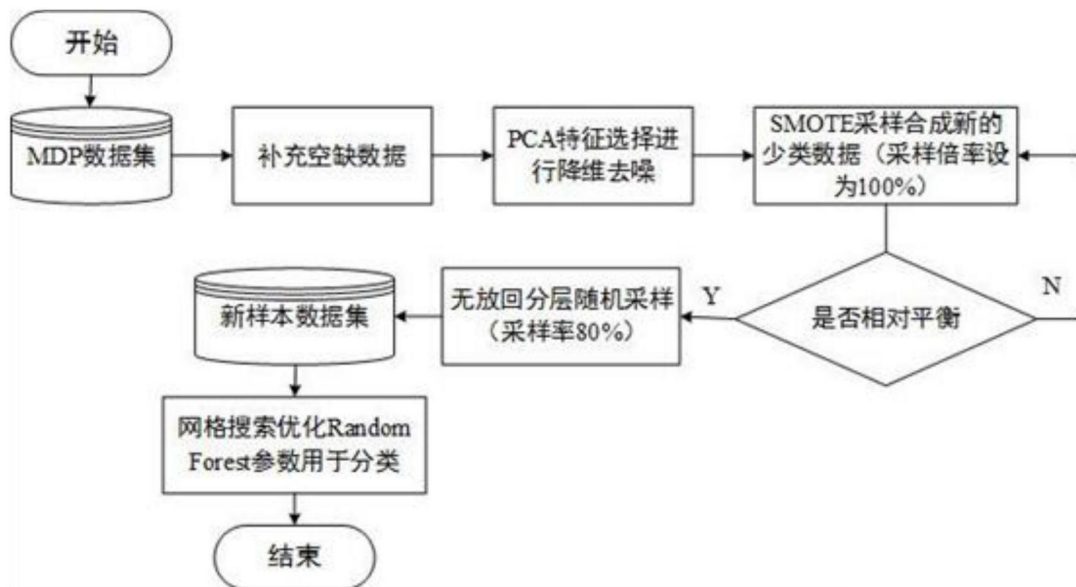 开始
MDP数据集
补充空缺数据
PCA特征选择进
行降维去噪
SMOTE采样合成新的
少类数据（采样倍率设
为100%）
是否相对平衡
N
Y
无放回分层随机采样
（采样率80%）
新样本数据集
网格搜索优化Random
Forest参数用于分类
结束